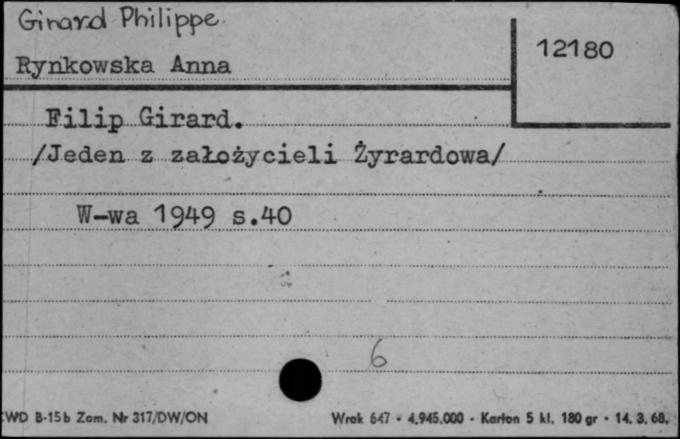 Girard Philippe
12180
Rynkowska Anna
Filip Girard.
/Jeden z założycieli Żyrardowa/
W-wa 1949 s.40
6
WD B-15b Zam. Nr 317/DW/ON Wrak 647 - 4.945.000 - Karton 5 kl. 180 gr - 14. 3. 68.